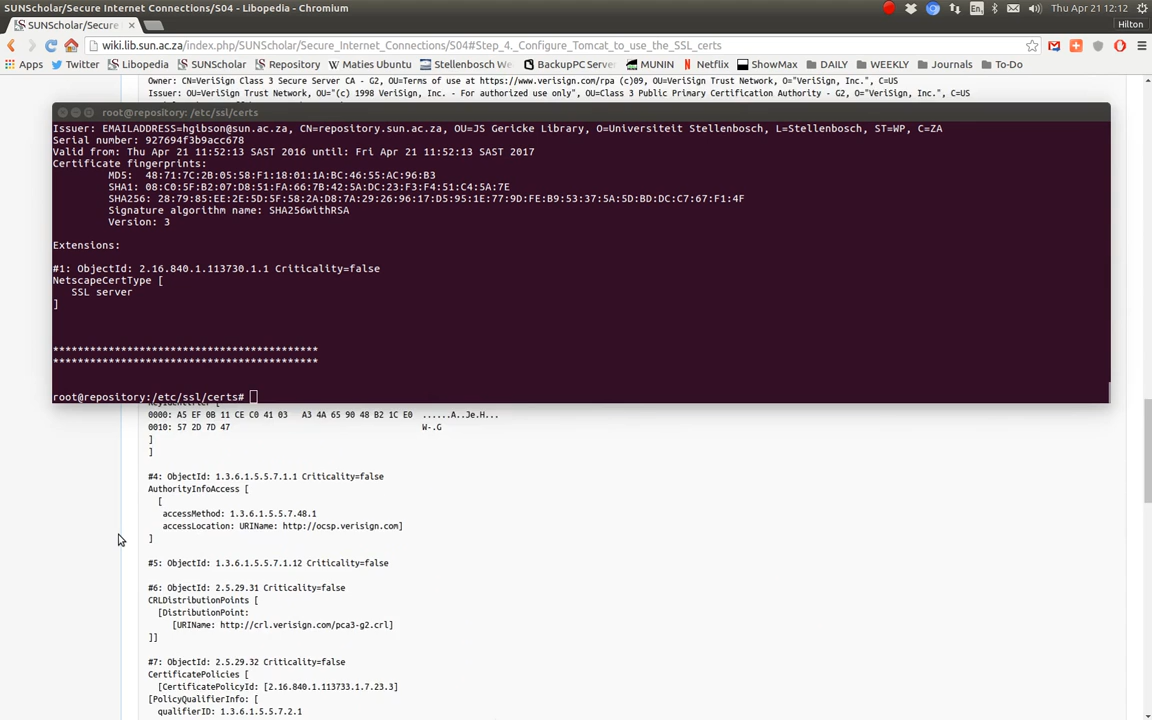 SUNScholar/Secure Internet Connections/S04 - Libopedia - Chromium
En
Thu Apr 21 12:12
SUNScholar/Secure
Hilton
wiki.lib.sun.ac.za/index.php/SUNScholar/Secure_Internet_Connections/S04#Step_4._Configure_Tomcat_to_use_the_SSL_certs
Apps Twitter Libopedia SUNScholar Repository Maties Ubuntu Stellenbosch We BackupPC Serve MUNIN Netflix ShowMax DAILY WEEKLY Journals To-Do
Owner: CN=VeriSign Class 3 Secure Server CA - G2, OU=Terms of use at https://www.verisign.com/rpa (c)09, OU=VeriSign Trust Network, O="VeriSign, Inc.", C=US
Issuer: OU=VeriSign Trust Network, OU="(c) 1998 VeriSign, Inc. - For authorized use only", OU=Class 3 Public Primary Certification Authority - G2, O="VeriSign, Inc.", C=US
root@repository: /etc/ssl/certs
Issuer: EMAILADDRESS=hgibson@sun.ac.za, CN=repository.sun.ac.za, OU=JS Gericke Library, O=Universiteit Stellenbosch, L=Stellenbosch, ST=WP, C=ZA
Serial number: 927694f3b9acc678
Valid from: Thu Apr 21 11:52:13 SAST 2016 until: Fri Apr 21 11:52:13 SAST 2017
Certificate fingerprints:
MD5: 48:71:7C:2B:05:58:F1:18:01:1A:BC:46:55:AC:96:B3
SHA1: 08:C0:5F:B2:07:D8:51:FA:66:7B:42:5A:DC:23:F3:F4:51:C4:5A:7E
SHA256: 28:79:85:EE:2E:5D:5F:58:2A:D8:7A:29:26:96:17:D5:95:1E:77:9D:FE:B9:53:37:5A:5D:BD:DC:C7:67:F1:4F
Signature algorithm name: SHA256withRSA
Version: 3
Extensions:
#1: ObjectId: 2.16.840.1.113730.1.1 Criticality=false
NetscapeCertType [
SSL server
]
*******************************************
*******************************************
root@repository:/etc/ssl/certs#
KeyIdentifier [
0000: A5 EF 0B 11 CE C0 41 03 A3 4A 65 90 48 B2 1C E0 ......A..Je.H...
0010: 57 2D 7D 47 W-.G
]
]
#4: ObjectId: 1.3.6.1.5.5.7.1.1 Criticality=false
AuthorityInfoAccess [
[
accessMethod: 1.3.6.1.5.5.7.48.1
accessLocation: URIName: http://ocsp.verisign.com]
]
#5: ObjectId: 1.3.6.1.5.5.7.1.12 Criticality=false
#6: ObjectId: 2.5.29.31 Criticality=false
CRLDistributionPoints [
[DistributionPoint:
[URIName: http://crl.verisign.com/pca3-g2.crl]
]]
#7: ObjectId: 2.5.29.32 Criticality=false
CertificatePolicies [
[CertificatePolicyId: [2.16.840.1.113733.1.7.23.3]
[PolicyQualifierInfo: [
qualifierID: 1.3.6.1.5.5.7.2.1